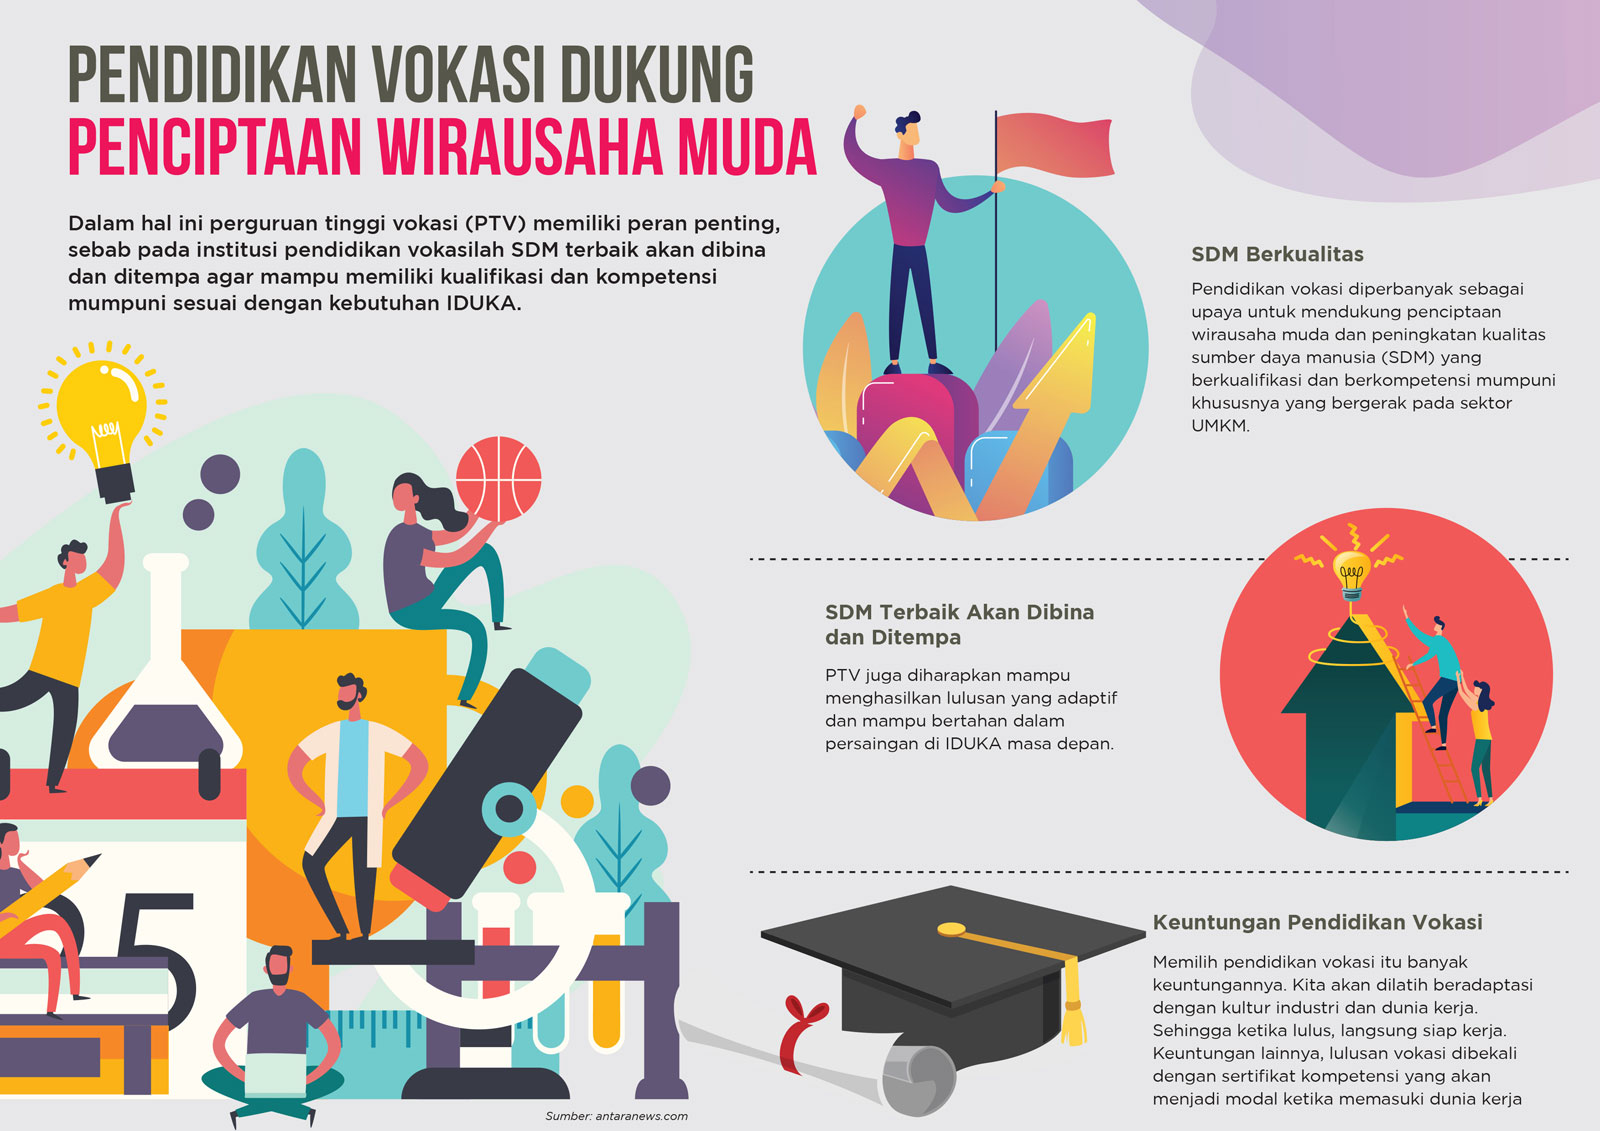 PENDIDIKAN VOKASI DUKUNG
PENCIPTAAN WIRAUSAHA MUDA
Dalam hal ini perguruan tinggi vokasi (PTV) memiliki peran penting,
sebab pada institusi pendidikan vokasilah SDM terbaik akan dibina
dan ditempa agar mampu memiliki kualifikasi dan kompetensi
mumpuni sesuai dengan kebutuhan IDUKA.
SDM Berkualitas
Pendidikan vokasi diperbanyak sebagai
upaya untuk mendukung penciptaan
wirausaha muda dan peningkatan kualitas
sumber daya manusia (SDM) yang
berkualifikasi dan berkompetensi mumpuni
khususnya yang bergerak pada sektor
UMKM.
SDM Terbaik Akan Dibina
dan Ditempa
PTV juga diharapkan mampu
menghasilkan lulusan yang adaptif
dan mampu bertahan dalam
persaingan di IDUKA masa depan.
Keuntungan Pendidikan Vokasi
Memilih pendidikan vokasi itu banyak
keuntungannya. Kita akan dilatih beradaptasi
dengan kultur industri dan dunia kerja.
Sehingga ketika lulus, langsung siap kerja.
Keuntungan lainnya, lulusan vokasi dibekali
dengan sertifikat kompetensi yang akan
menjadi modal ketika memasuki dunia kerja
25
Sumber: antaranews.com